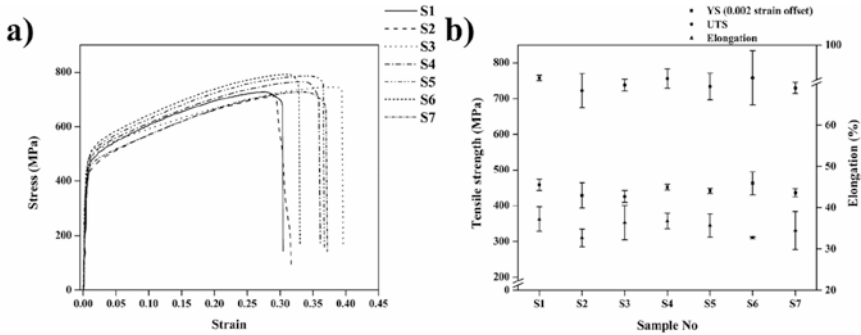 a)
S1
S2
S3
S4
S5
S6
S7
Stress (MPa)
800
600
400
200
0
0.00 0.05 0.10 0.15 0.20 0.25 0.30 0.35 0.40 0.45
Strain
b)
YS (0.002 strain offset)
UTS
Elongation
Tensile strength (MPa)
800
700
600
500
400
300
200
0
100
60
50
40
30
20
0
Elongation (%)
S1 S2 S3 S4 S5 S6 S7
Sample No